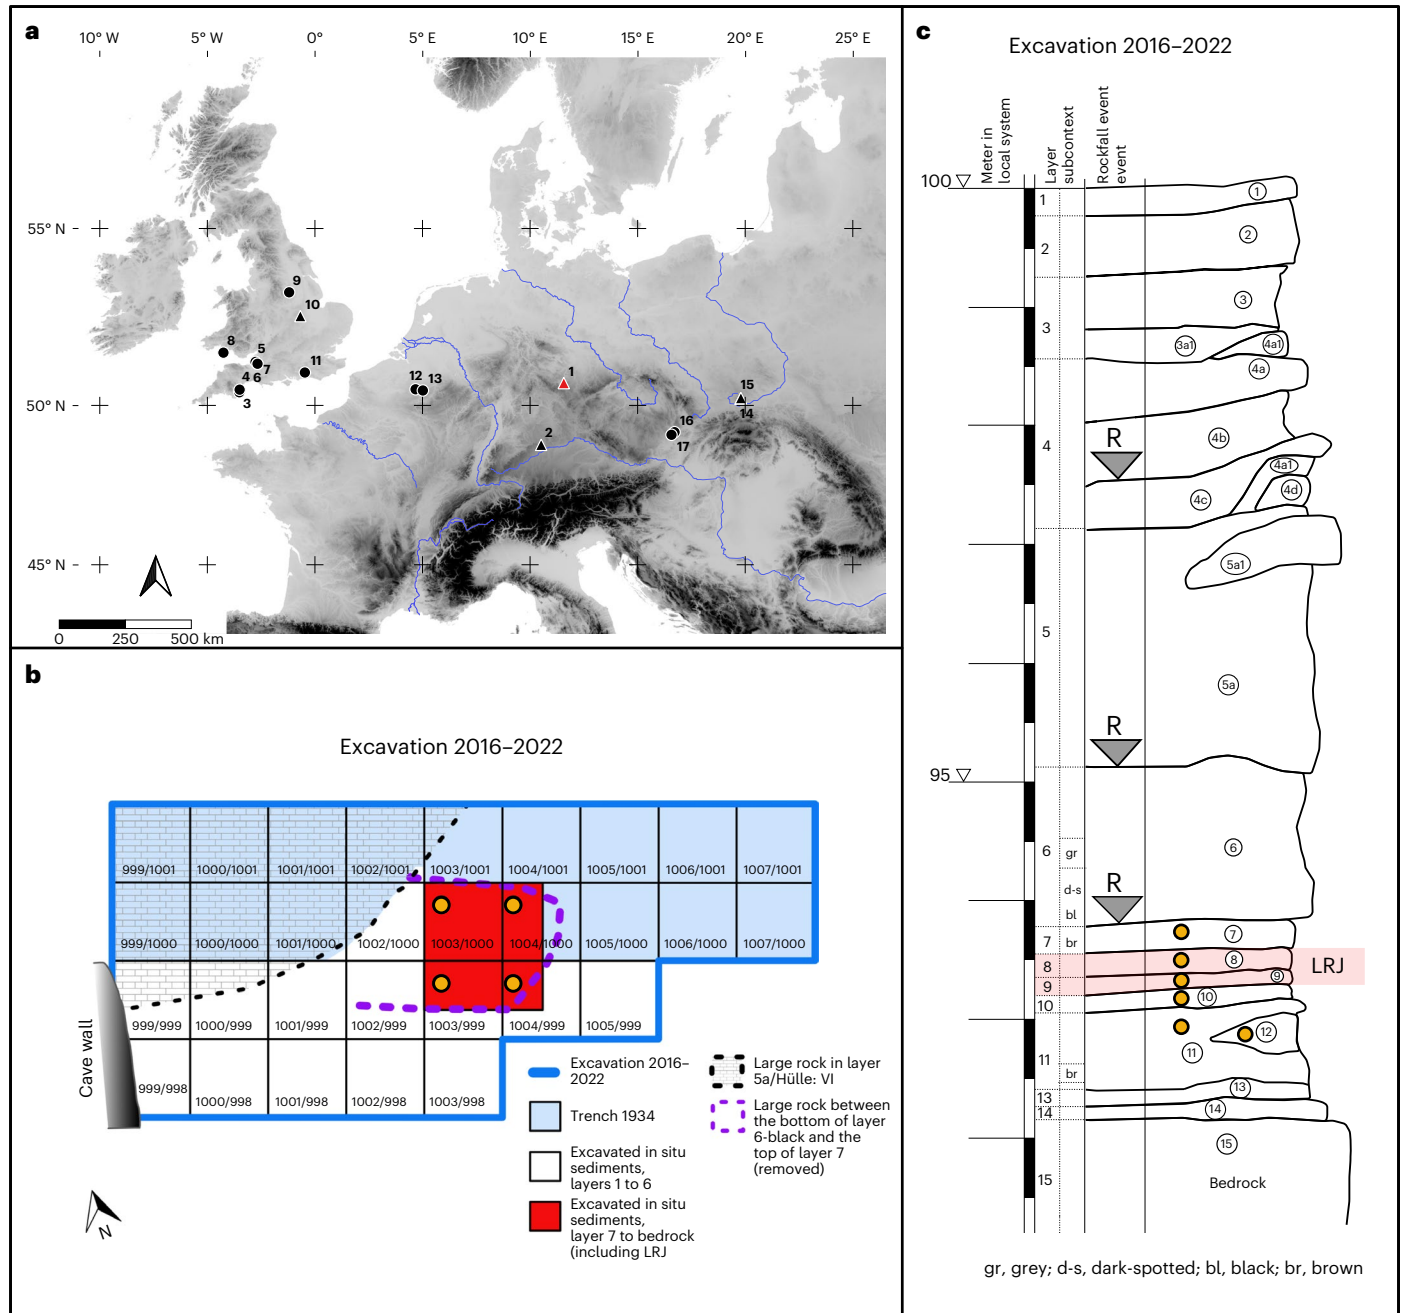 a
10° W 5° W 0° 5° E 10° E 15° E 20° E 25° E
55° N
50° N
45° N
9
10
8
5
7
4 6
3
11
12 13
1
2
15
14
16
17
0 250 500 km
b
Excavation 2016–2022
999/1001 1000/1001 1001/1001 1002/1001 1003/1001 1004/1001 1005/1001 1006/1001 1007/1001
999/1000 1000/1000 1001/1000 1002/1000 1003/1000 1004/1000 1005/1000 1006/1000 1007/1000
999/999 1000/999 1001/999 1002/999 1003/999 1004/999 1005/999
999/998 1000/998 1001/998 1002/998 1003/998
Cave wall
N
Excavation 2016–
2022
Trench 1934
Excavated in situ
sediments,
layers 1 to 6
Excavated in situ
sediments,
layer 7 to bedrock
(including LRJ
Large rock in layer
5a/Hülle: VI
Large rock between
the bottom of layer
6-black and the
top of layer 7
(removed)
c
Excavation 2016–2022
Meter in
local system
Layer
subcontext
Rockfall event
event
100
95
1
2
3
4
5
6
gr
d-s
bl
7 br
8
9
10
11
br
13
14
15
R
R
R
1
2
3
3a1
4a1
4a
4b
4a1
4c
4d
5a1
5a
6
7
8
9
10
11
12
13
14
15
Bedrock
LRJ
gr, grey; d-s, dark-spotted; bl, black; br, brown